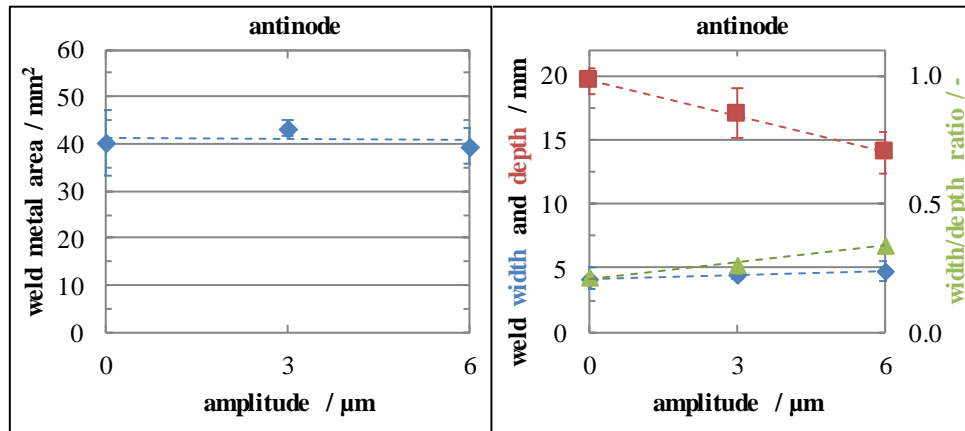 antinode
weld metal area / mm²
60
50
40
30
20
10
0
0 3 6
amplitude / µm
antinode
weld width and depth / mm
20
15
10
5
0
1.0
0.5
0.0
width/depth ratio / -
0 3 6
amplitude / µm